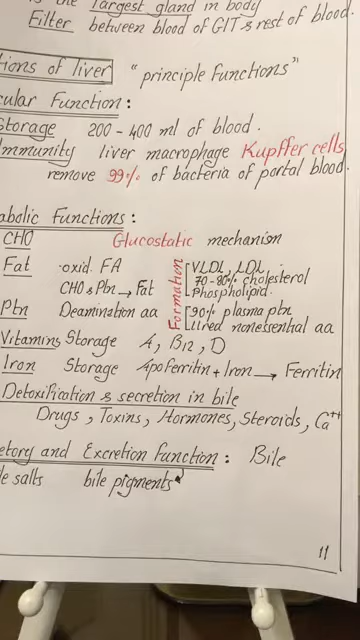 the largest gland in body
Filter between blood of GIT & rest of blood.
tions of liver "principle functions"
cular Function:
Storage 200-400 ml of blood.
mmunity liver macrophage Kupffer cells
remove 99% of bacteria of portal blood.
abolic Functions:
CHO Glucostatic mechanism
Fat oxid. FA Formation VLDL, LDL
CHO & Ptn → Fat 70-80% cholesterol
phospholipid.
Ptn Deamination aa 90% plasma ptn
nonessential aa
Vitamins Storage A, B12, D
Iron Storage Apoferritin + Iron → Ferritin
Detoxification & secretion in bile
Drugs, Toxins, Hormones, Steroids, Ca++
etory and Excretion Function: Bile
le salts bile pigments
11